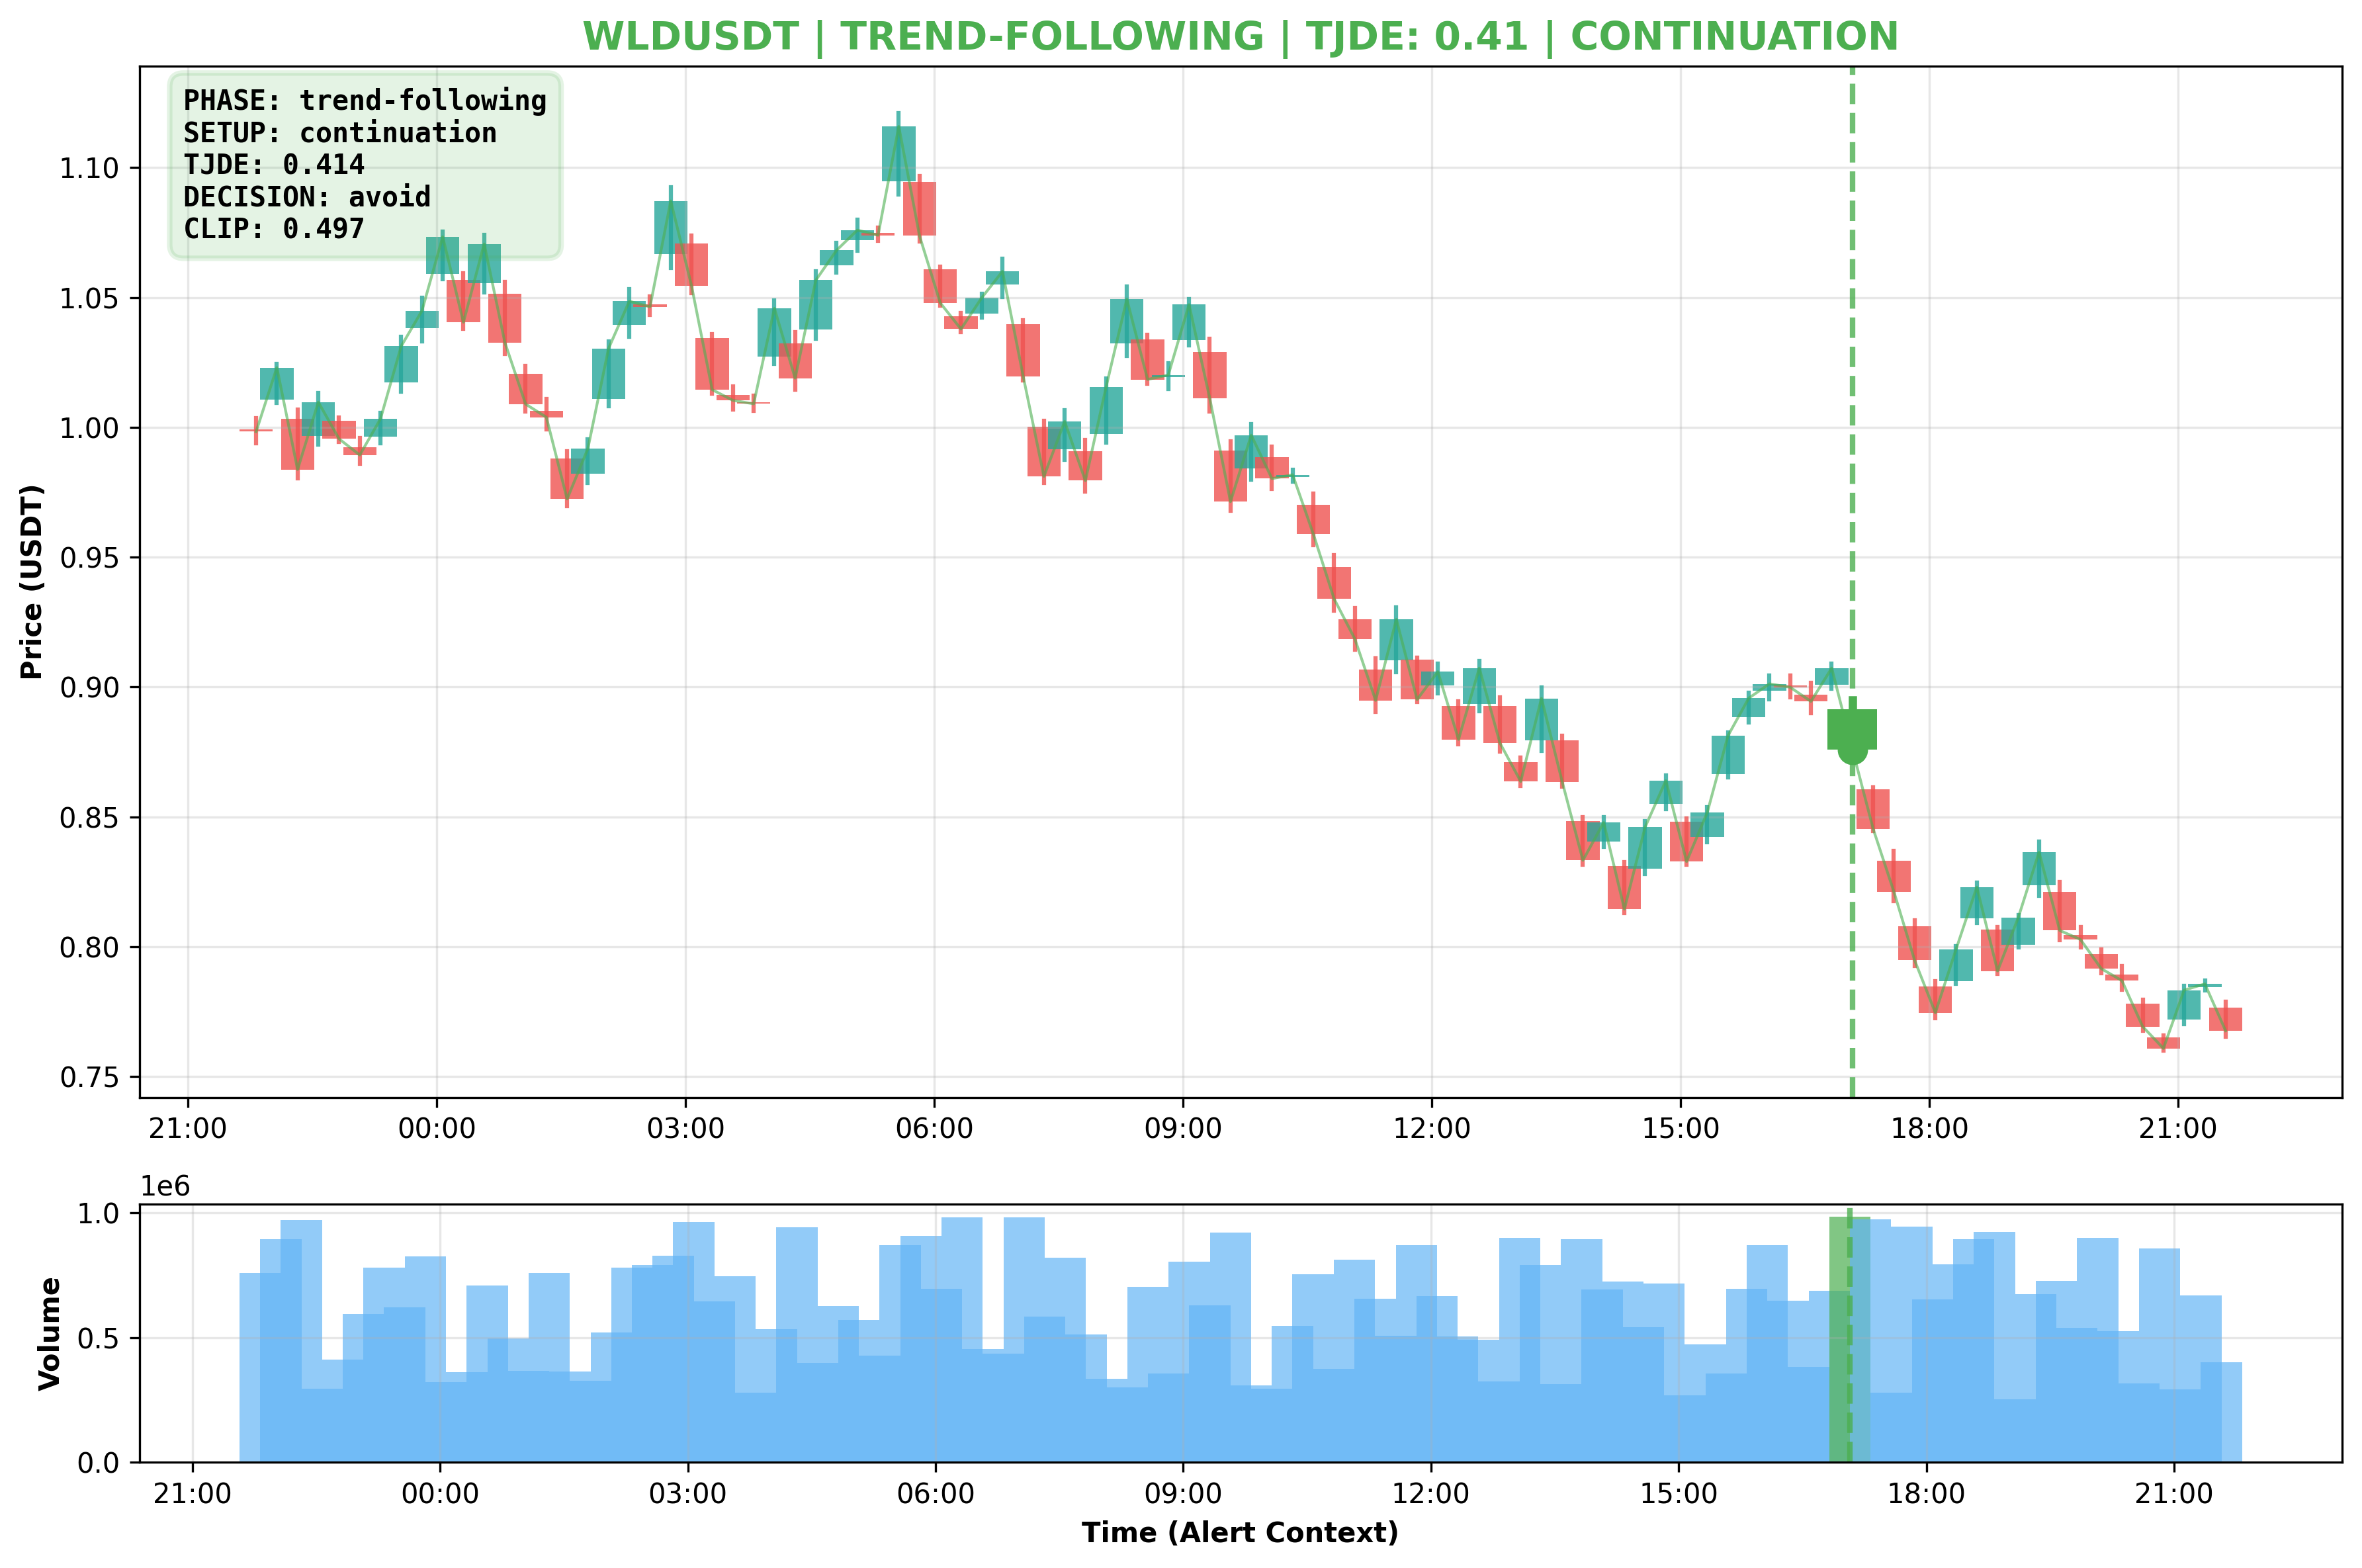 WLDUSDT | TREND-FOLLOWING | TJDE: 0.41 | CONTINUATION
PHASE: trend-following
SETUP: continuation
TJDE: 0.414
DECISION: avoid
CLIP: 0.497
Price (USDT)
1.10
1.05
1.00
0.95
0.90
0.85
0.80
0.75
21:00 00:00 03:00 06:00 09:00 12:00 15:00 18:00 21:00
1e6
Volume
1.0
0.5
0.0
21:00 00:00 03:00 06:00 09:00 12:00 15:00 18:00 21:00
Time (Alert Context)